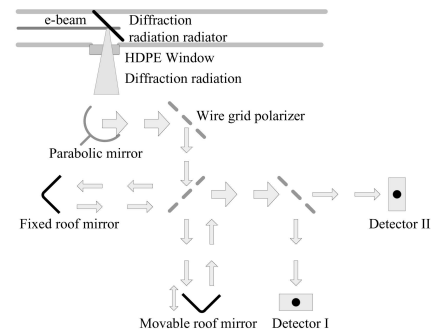 e-beam
Diffraction
radiation radiator
HDPE Window
Diffraction radiation
Wire grid polarizer
Parabolic mirror
Fixed roof mirror
Detector II
Movable roof mirror
Detector I